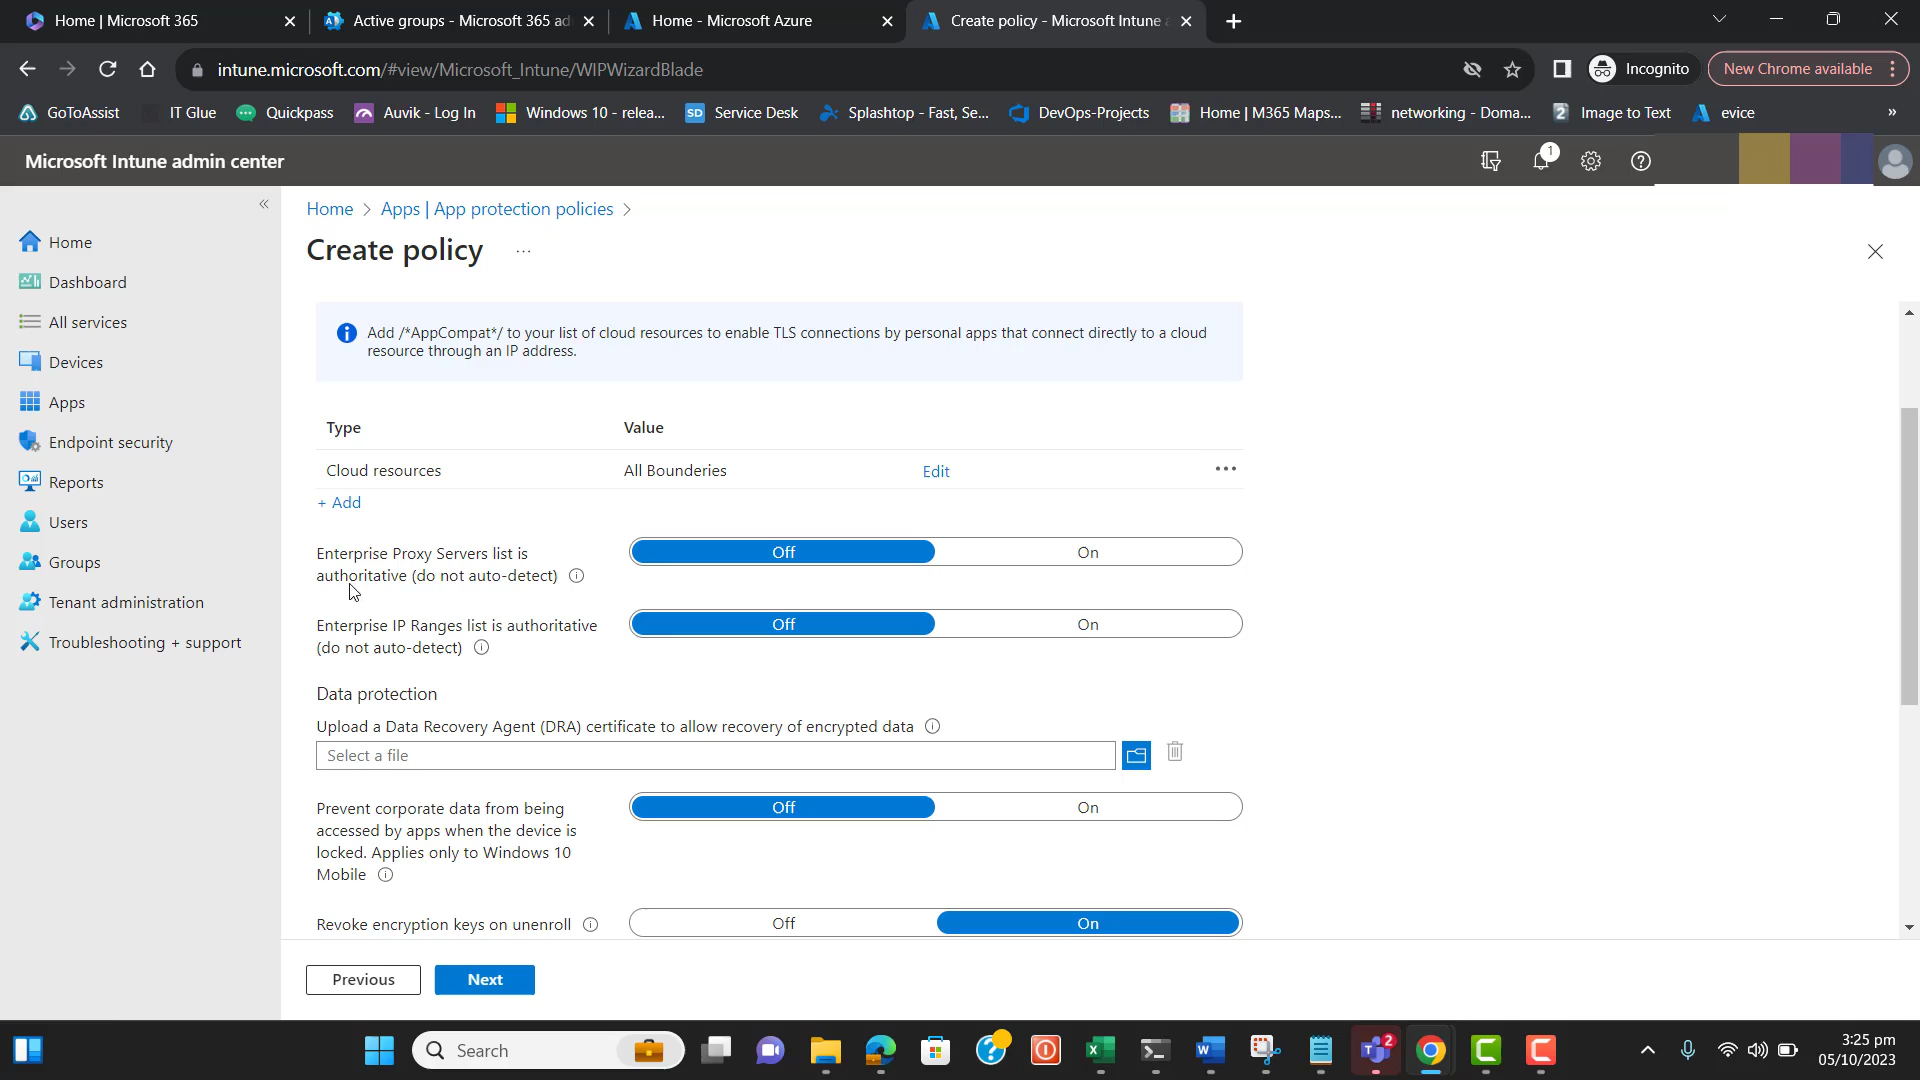 Home | Microsoft 365
Active groups - Microsoft 365 ad
Home - Microsoft Azure
Create policy - Microsoft Intune a
intune.microsoft.com/#view/Microsoft_Intune/WIPWizardBlade
Incognito
New Chrome available
GoToAssist
IT Glue
Quickpass
Auvik - Log In
Windows 10 - relea...
SD
Service Desk
Splashtop - Fast, Se...
DevOps-Projects
Home | M365 Maps...
networking - Doma...
2
Image to Text
evice
»
Microsoft Intune admin center
1
Home > Apps | App protection policies >
Create policy
...
Home
Dashboard
All services
Devices
Apps
Endpoint security
Reports
Users
Groups
Tenant administration
Troubleshooting + support
Add /*AppCompat*/ to your list of cloud resources to enable TLS connections by personal apps that connect directly to a cloud
resource through an IP address.
Type
Value
Cloud resources
All Bounderies
Edit
+ Add
Enterprise Proxy Servers list is
authoritative (do not auto-detect)
Off
On
Enterprise IP Ranges list is authoritative
(do not auto-detect)
Off
On
Data protection
Upload a Data Recovery Agent (DRA) certificate to allow recovery of encrypted data
Select a file
Prevent corporate data from being
accessed by apps when the device is
locked. Applies only to Windows 10
Mobile
Off
On
Revoke encryption keys on unenroll
Off
On
Previous
Next
Search
2
3:25 pm
05/10/2023